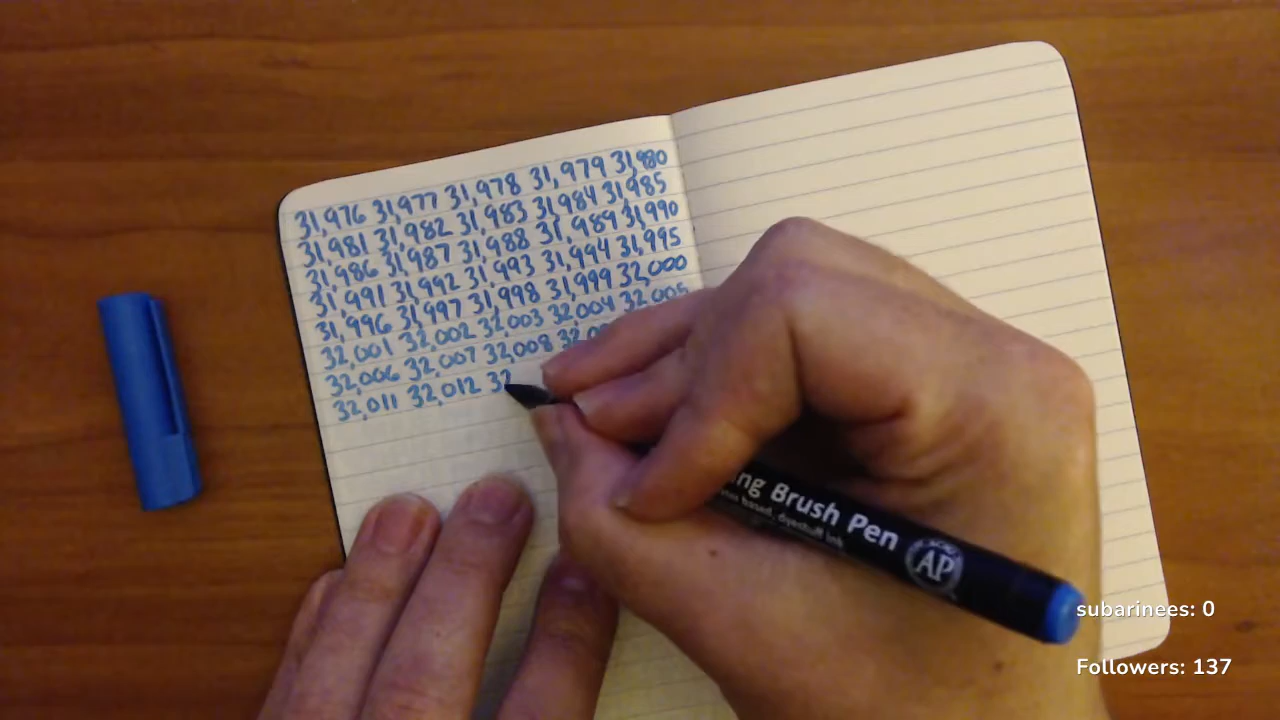 31,976 31,977 31,978 31,979 31,980
31,981 31,982 31,983 31,984 31,985
31,986 31,987 31,988 31,989 31,990
31,991 31,992 31,993 31,994 31,995
31,996 31,997 31,998 31,999 32,000
32,001 32,002 32,003 32,004 32,005
32,006 32,007 32,008
32,011 32,012 32
Brush Pen
AP
subarinees: 0
Followers: 137